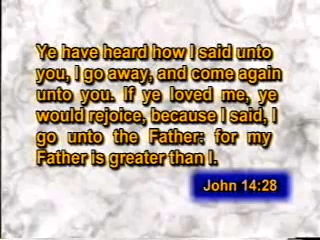 Ye have heard how I said unto
you, I go away, and come again
unto you. If ye loved me, ye
would rejoice, because I said, I
go unto the Father: for my
Father is greater than I.
John 14:28